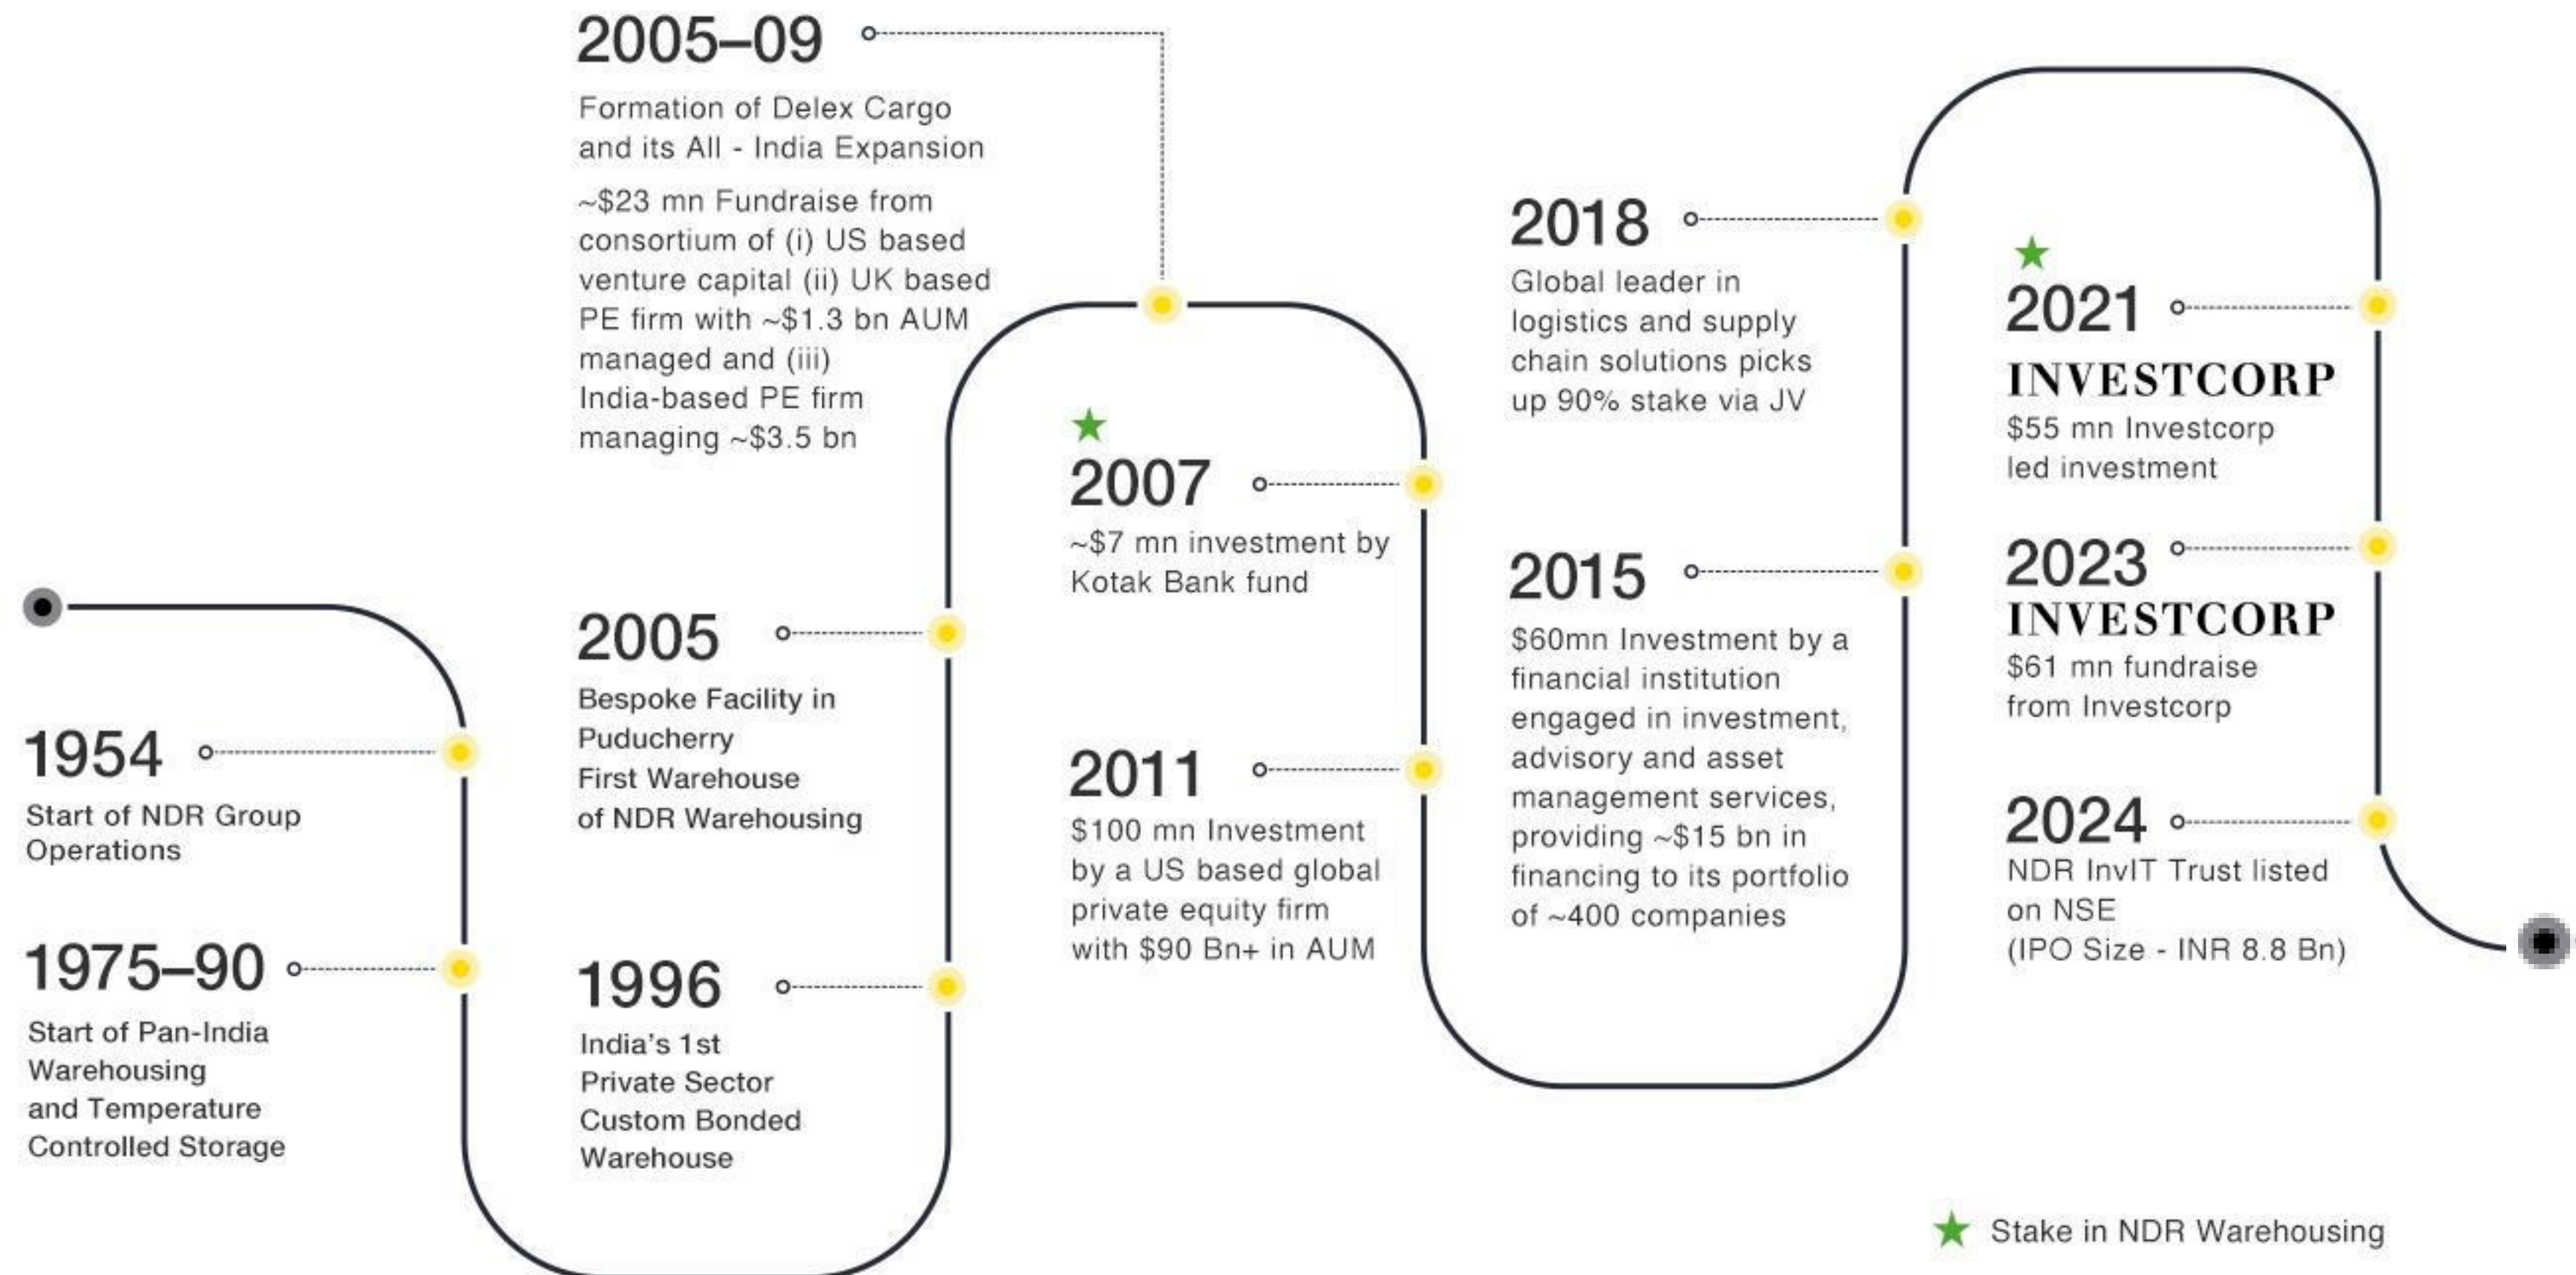 1954
Start of NDR Group
Operations
1975–90
Start of Pan-India
Warehousing
and Temperature
Controlled Storage
1996
India's 1st
Private Sector
Custom Bonded
Warehouse
2005
Bespoke Facility in
Puducherry
First Warehouse
of NDR Warehousing
2005–09
Formation of Delex Cargo
and its All - India Expansion
~$23 mn Fundraise from
consortium of (i) US based
venture capital (ii) UK based
PE firm with ~$1.3 bn AUM
managed and (iii)
India-based PE firm
managing ~$3.5 bn
2007
~$7 mn investment by
Kotak Bank fund
2011
$100 mn Investment
by a US based global
private equity firm
with $90 Bn+ in AUM
2015
$60mn Investment by a
financial institution
engaged in investment,
advisory and asset
management services,
providing ~$15 bn in
financing to its portfolio
of ~400 companies
2018
Global leader in
logistics and supply
chain solutions picks
up 90% stake via JV
2021
INVESTCORP
$55 mn Investcorp
led investment
2023
INVESTCORP
$61 mn fundraise
from Investcorp
2024
NDR InvIT Trust listed
on NSE
(IPO Size - INR 8.8 Bn)
Stake in NDR Warehousing